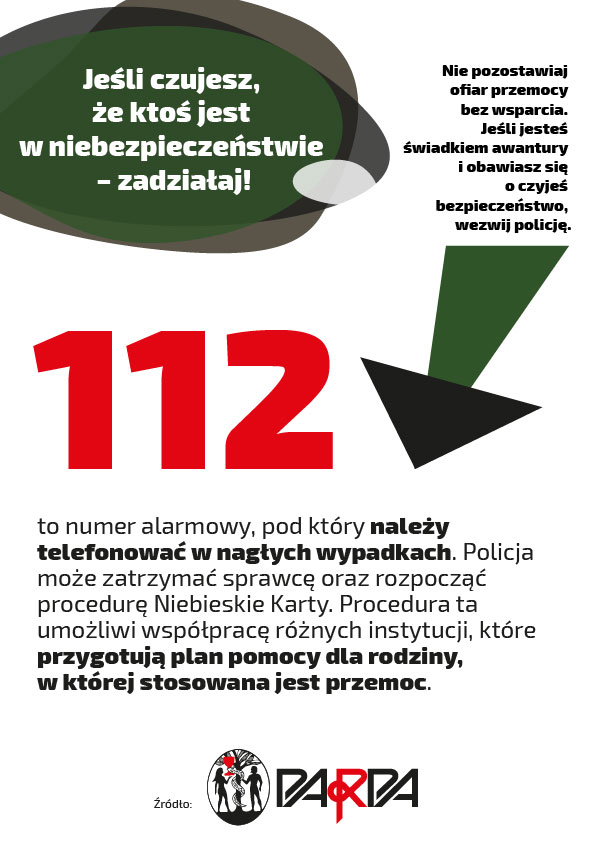 Jeśli czujesz,
że ktoś jest
w niebezpieczeństwie
– zadziałaj!
Nie pozostawiaj
ofiar przemocy
bez wsparcia.
Jeśli jesteś
świadkiem awantury
i obawiasz się
o czyjeś
bezpieczeństwo,
wezwij policję.
112
to numer alarmowy, pod który należy
telefonować w nagłych wypadkach. Policja
może zatrzymać sprawcę oraz rozpocząć
procedurę Niebieskie Karty. Procedura ta
umożliwi współpracę różnych instytucji, które
przygotują plan pomocy dla rodziny,
w której stosowana jest przemoc.
Źródło:
PARPA